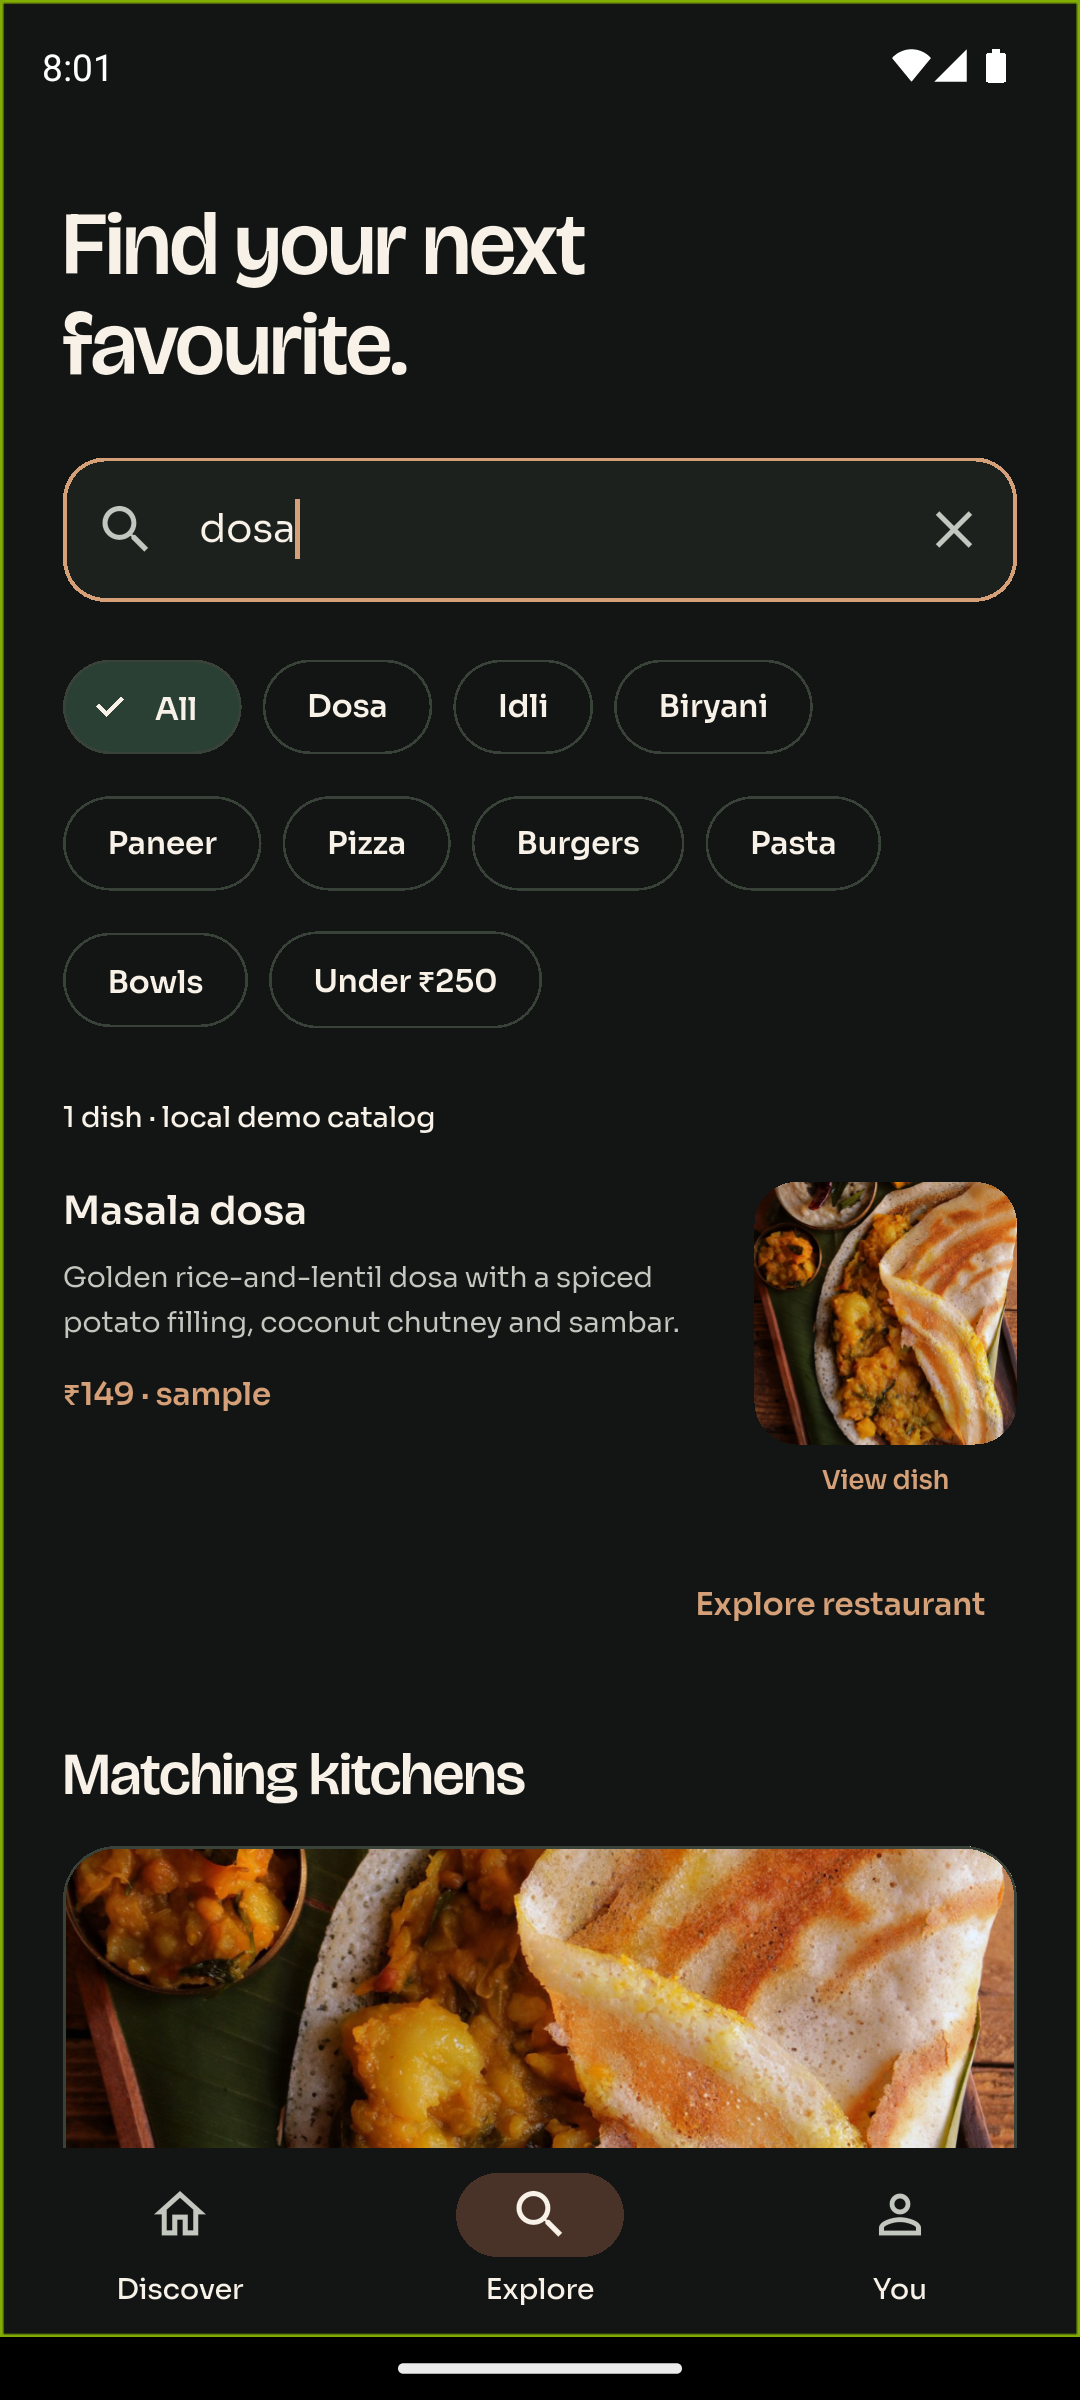 8:01
Find your next
favourite.
dosa
All
Dosa
Idli
Biryani
Paneer
Pizza
Burgers
Pasta
Bowls
Under ₹250
1 dish · local demo catalog
Masala dosa
Golden rice-and-lentil dosa with a spiced
potato filling, coconut chutney and sambar.
₹149 · sample
View dish
Explore restaurant
Matching kitchens
Discover
Explore
You